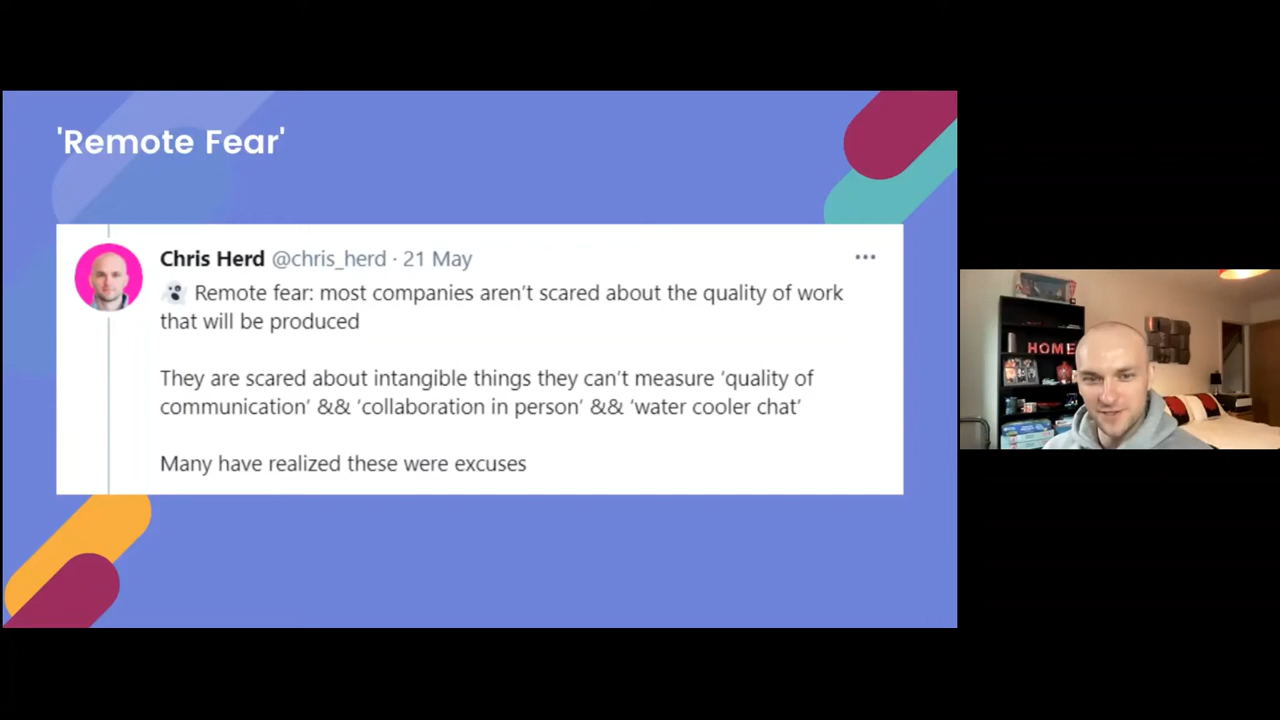 'Remote Fear'
Chris Herd @chris_herd · 21 May
👻 Remote fear: most companies aren’t scared about the quality of work
that will be produced
They are scared about intangible things they can’t measure ‘quality of
communication’ && ‘collaboration in person’ && ‘water cooler chat’
Many have realized these were excuses
HOME